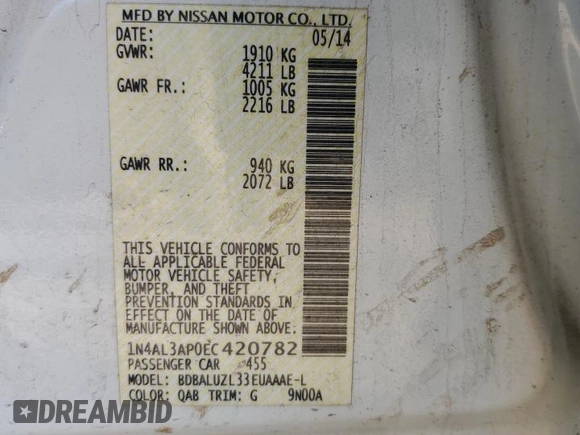 MFD BY NISSAN MOTOR CO., LTD.
DATE: 05/14
GVWR: 1910 KG
4211 LB
GAWR FR.: 1005 KG
2216 LB
GAWR RR.: 940 KG
2072 LB
THIS VEHICLE CONFORMS TO
ALL APPLICABLE FEDERAL
MOTOR VEHICLE SAFETY,
BUMPER, AND THEFT
PREVENTION STANDARDS IN
EFFECT ON THE DATE OF
MANUFACTURE SHOWN ABOVE.
1N4AL3AP0EC420782
PASSENGER CAR 455
MODEL: BDBALUZL33EUAAAE-L
COLOR: QAB TRIM: G 9N00A
DREAMBID